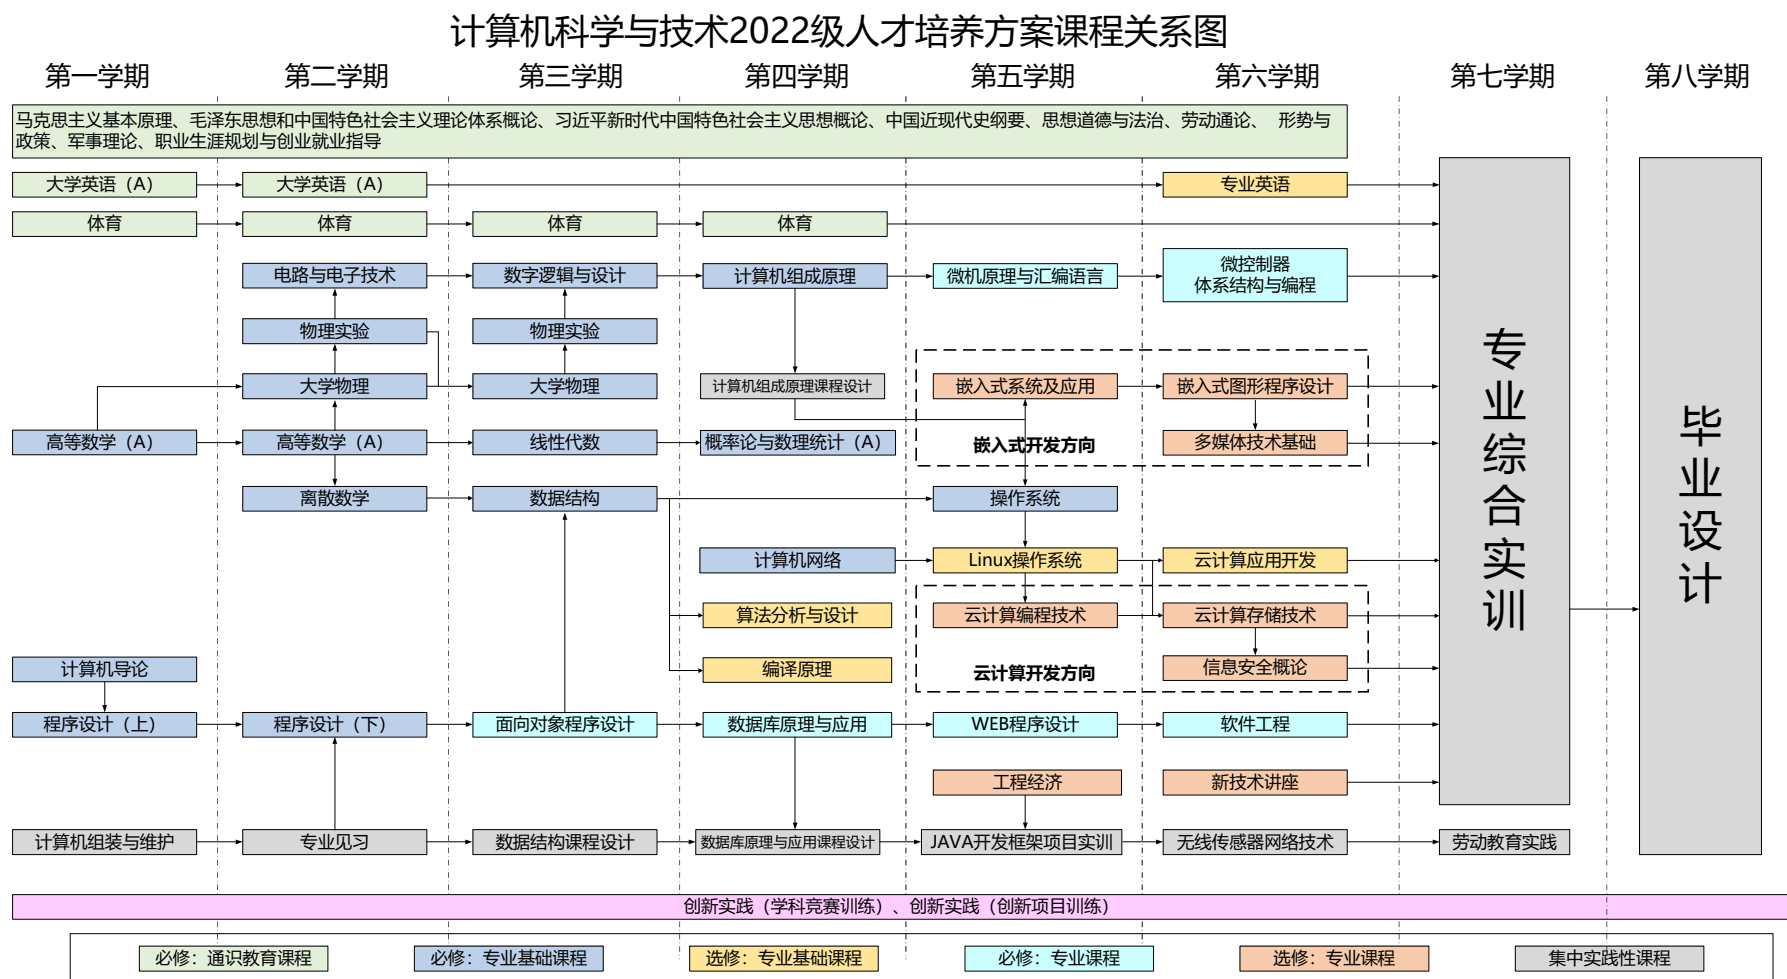 计算机科学与技术2022级人才培养方案课程关系图
第一学期 第二学期 第三学期 第四学期 第五学期 第六学期 第七学期 第八学期
马克思主义基本原理、毛泽东思想和中国特色社会主义理论体系概论、习近平新时代中国特色社会主义思想概论、中国近现代史纲要、思想道德与法治、劳动通论、 形势与
政策、军事理论、职业生涯规划与创业就业指导
大学英语（A） 大学英语（A） 专业英语
体育 体育 体育 体育
电路与电子技术 数字逻辑与设计 计算机组成原理 微机原理与汇编语言 微控制器
体系结构与编程
物理实验 物理实验
大学物理 大学物理 计算机组成原理课程设计 嵌入式系统及应用 嵌入式图形程序设计
高等数学（A） 高等数学（A） 线性代数 概率论与数理统计（A） 嵌入式开发方向 多媒体技术基础
离散数学 数据结构 操作系统
计算机网络 Linux操作系统 云计算应用开发
算法分析与设计 云计算编程技术 云计算存储技术
计算机导论 编译原理 云计算开发方向 信息安全概论
程序设计（上） 程序设计（下） 面向对象程序设计 数据库原理与应用 WEB程序设计 软件工程
工程经济 新技术讲座
计算机组装与维护 专业见习 数据结构课程设计 数据库原理与应用课程设计 JAVA开发框架项目实训 无线传感器网络技术 劳动教育实践
专业综合实训
毕业设计
创新实践（学科竞赛训练）、创新实践（创新项目训练）
必修：通识教育课程 必修：专业基础课程 选修：专业基础课程 必修：专业课程 选修：专业课程 集中实践性课程